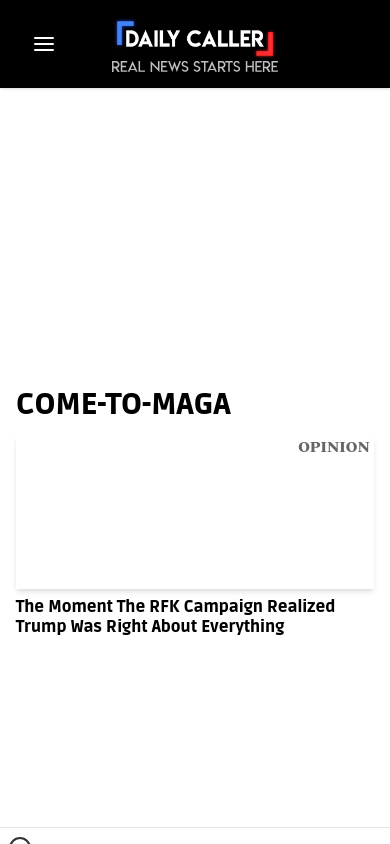 DAILY CALLER
REAL NEWS STARTS HERE
COME-TO-MAGA
OPINION
The Moment The RFK Campaign Realized
Trump Was Right About Everything